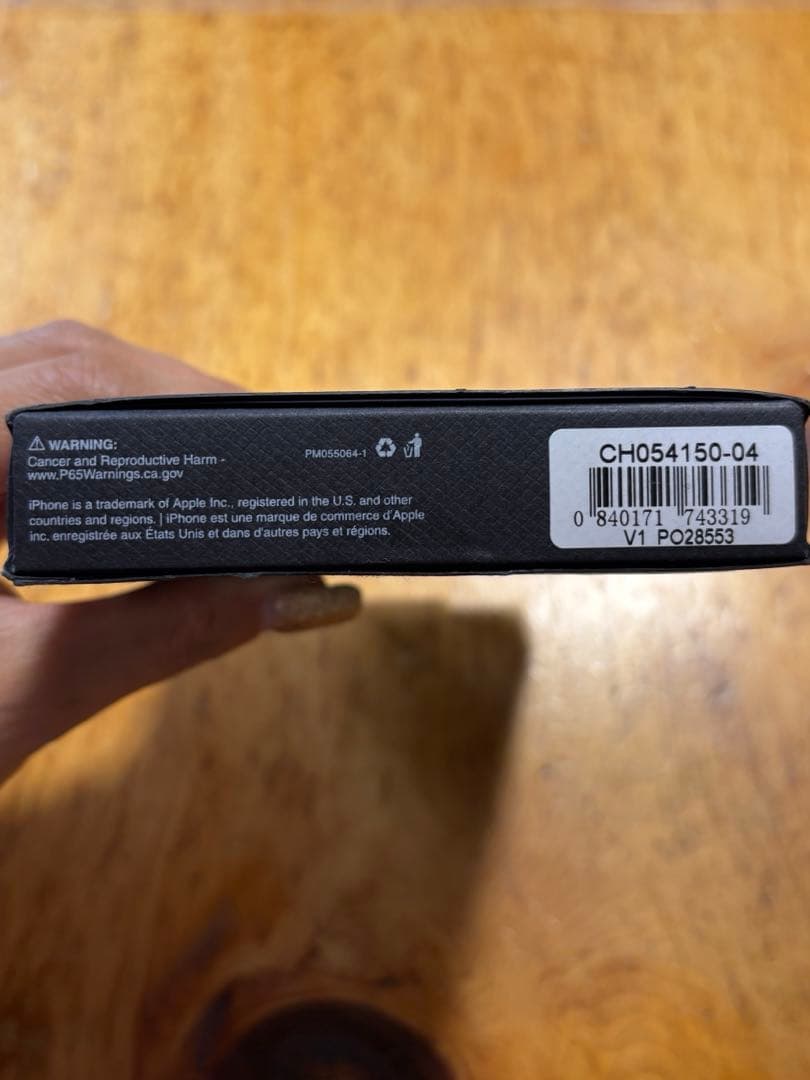 ⚠ WARNING:
Cancer and Reproductive Harm -
www.P65Warnings.ca.gov
PM055064-1
iPhone is a trademark of Apple Inc., registered in the U.S. and other
countries and regions. | iPhone est une marque de commerce d'Apple
inc. enregistrée aux États Unis et dans d'autres pays et régions.
CH054150-04
0 840171 743319
V1 PO28553